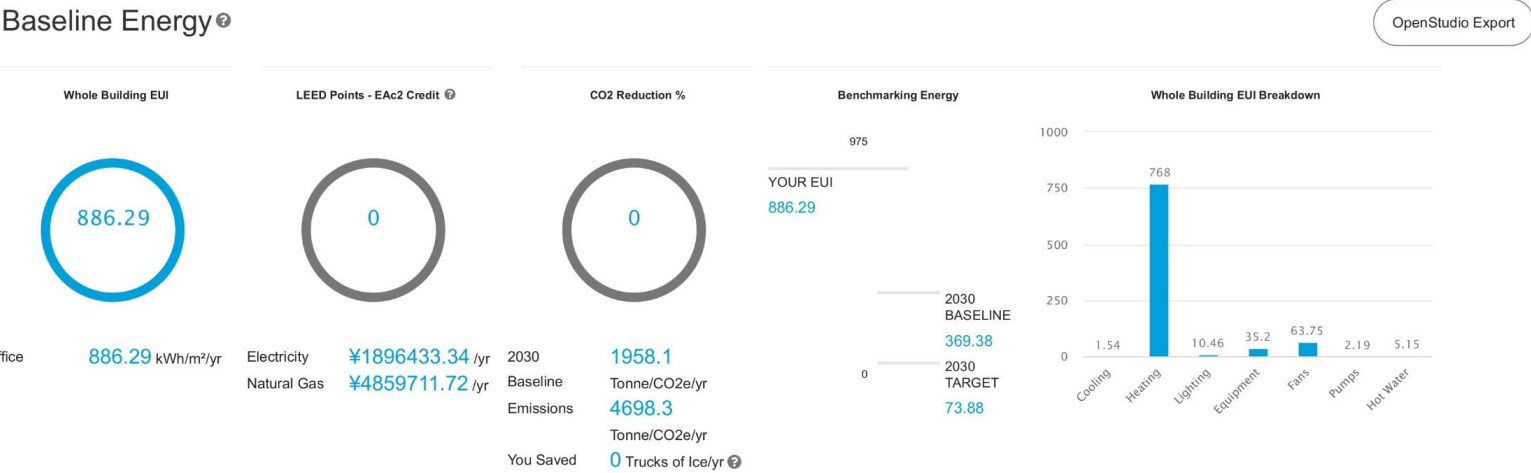 Baseline Energy
OpenStudio Export
Whole Building EUI
886.29
ffice 886.29 kWh/m²/yr
LEED Points - EAc2 Credit
0
Electricity ¥1896433.34 /yr
Natural Gas ¥4859711.72 /yr
CO2 Reduction %
0
2030 1958.1
Baseline Tonne/CO2e/yr
Emissions 4698.3
Tonne/CO2e/yr
You Saved 0 Trucks of Ice/yr
Benchmarking Energy
975
YOUR EUI
886.29
2030
BASELINE
369.38
0
2030
TARGET
73.88
Whole Building EUI Breakdown
1000
750
500
250
0
1.54
768
10.46
35.2
63.75
2.19
5.15
Cooling
Heating
Lighting
Equipment
Fans
Pumps
Hot Water